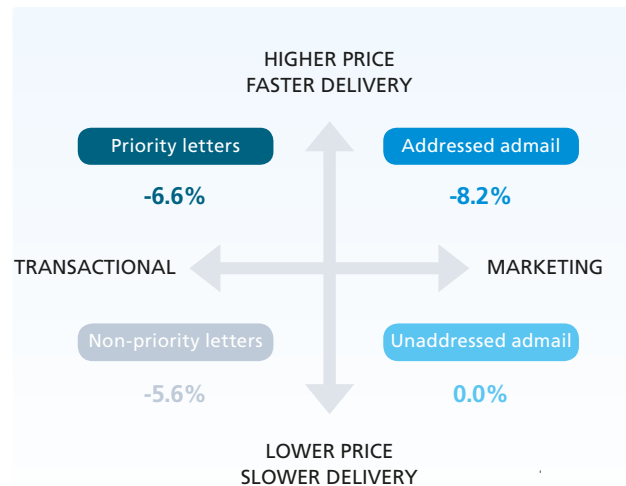 HIGHER PRICE
FASTER DELIVERY
Priority letters
Addressed admail
-6.6%
-8.2%
TRANSACTIONAL
MARKETING
Non-priority letters
Unaddressed admail
-5.6%
0.0%
LOWER PRICE
SLOWER DELIVERY